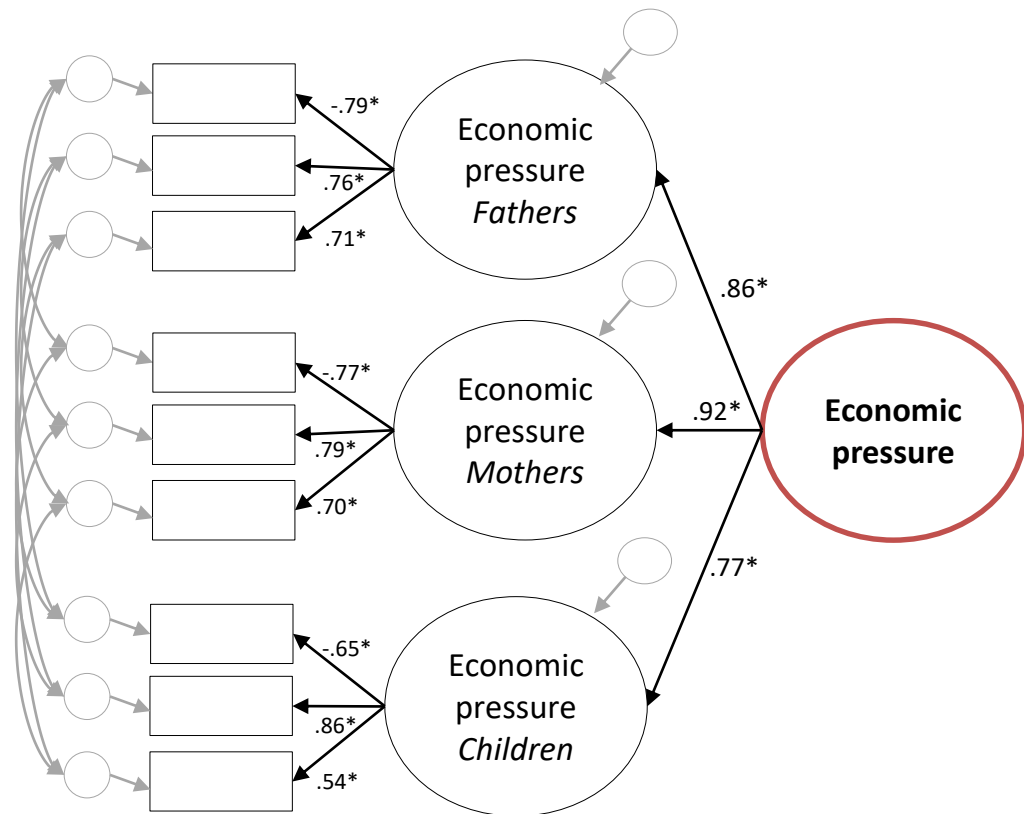 Economic
pressure
Fathers
-.79*
.76*
.71*
.86*
Economic
pressure
Mothers
-.77*
.79*
.70*
.92*
Economic
pressure
Economic
pressure
Children
-.65*
.86*
.54*
.77*